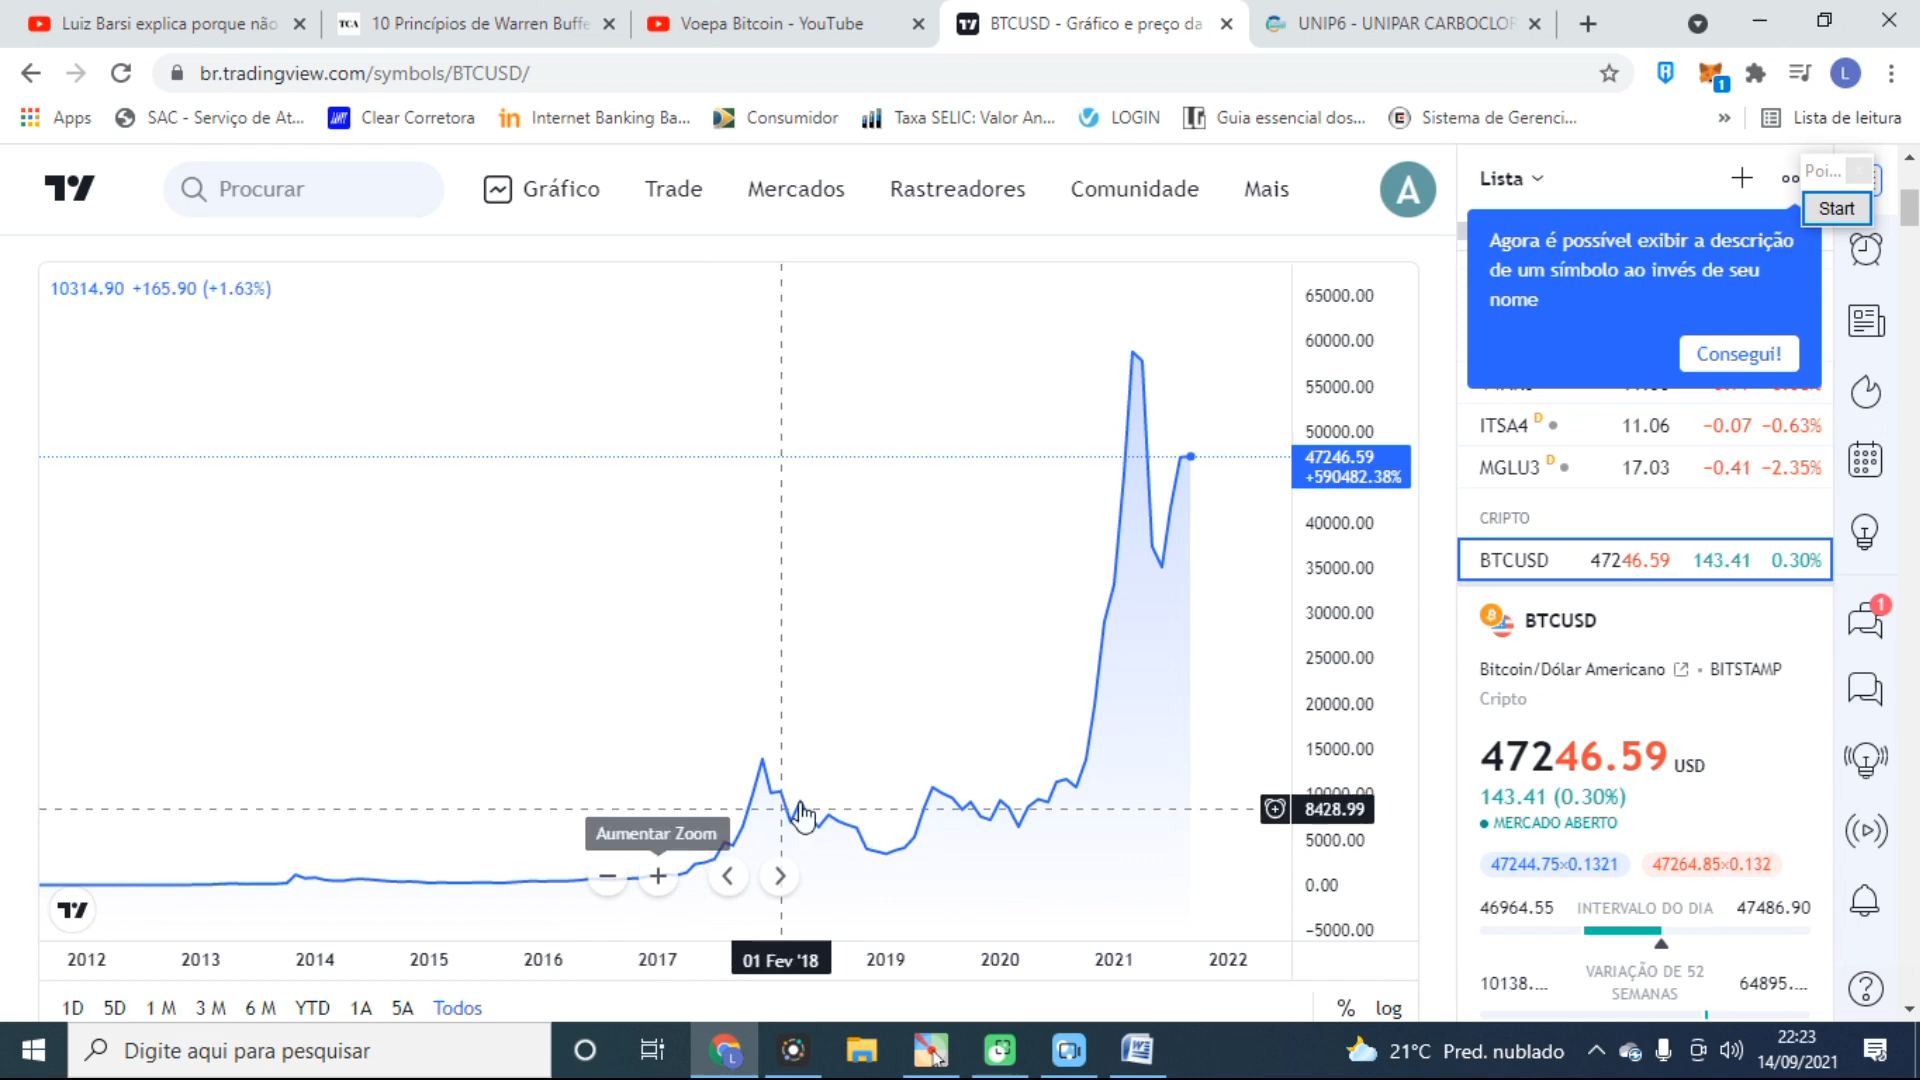 Luiz Barsi explica porque não
TCA 10 Princípios de Warren Buffe
Voepa Bitcoin - YouTube
BTCUSD - Gráfico e preço da
UNIP6 - UNIPAR CARBOCLOR
br.tradingview.com/symbols/BTCUSD/
1
L
Apps
SAC - Serviço de At...
Clear Corretora
in Internet Banking Ba...
Consumidor
Taxa SELIC: Valor An...
LOGIN
Guia essencial dos...
Sistema de Gerenci...
»
Lista de leitura
Procurar
Gráfico
Trade
Mercados
Rastreadores
Comunidade
Mais
A
Lista
Poi...
Start
Agora é possível exibir a descrição
de um símbolo ao invés de seu
nome
Consegui!
10314.90 +165.90 (+1.63%)
65000.00
60000.00
55000.00
50000.00
47246.59
+590482.38%
40000.00
35000.00
30000.00
25000.00
20000.00
15000.00
10000.00
8428.99
5000.00
0.00
-5000.00
Aumentar Zoom
2012 2013 2014 2015 2016 2017 01 Fev '18 2019 2020 2021 2022
1D 5D 1 M 3 M 6 M YTD 1A 5A Todos
% log
ITSA4 D 11.06 -0.07 -0.63%
MGLU3 D 17.03 -0.41 -2.35%
CRIPTO
BTCUSD 47246.59 143.41 0.30%
BTCUSD
Bitcoin/Dólar Americano • BITSTAMP
Cripto
47246.59 USD
143.41 (0.30%)
MERCADO ABERTO
47244.75×0.1321 47264.85×0.132
46964.55 INTERVALO DO DIA 47486.90
10138.... VARIAÇÃO DE 52 64895....
SEMANAS
1
Digite aqui para pesquisar
21°C Pred. nublado
22:23
14/09/2021